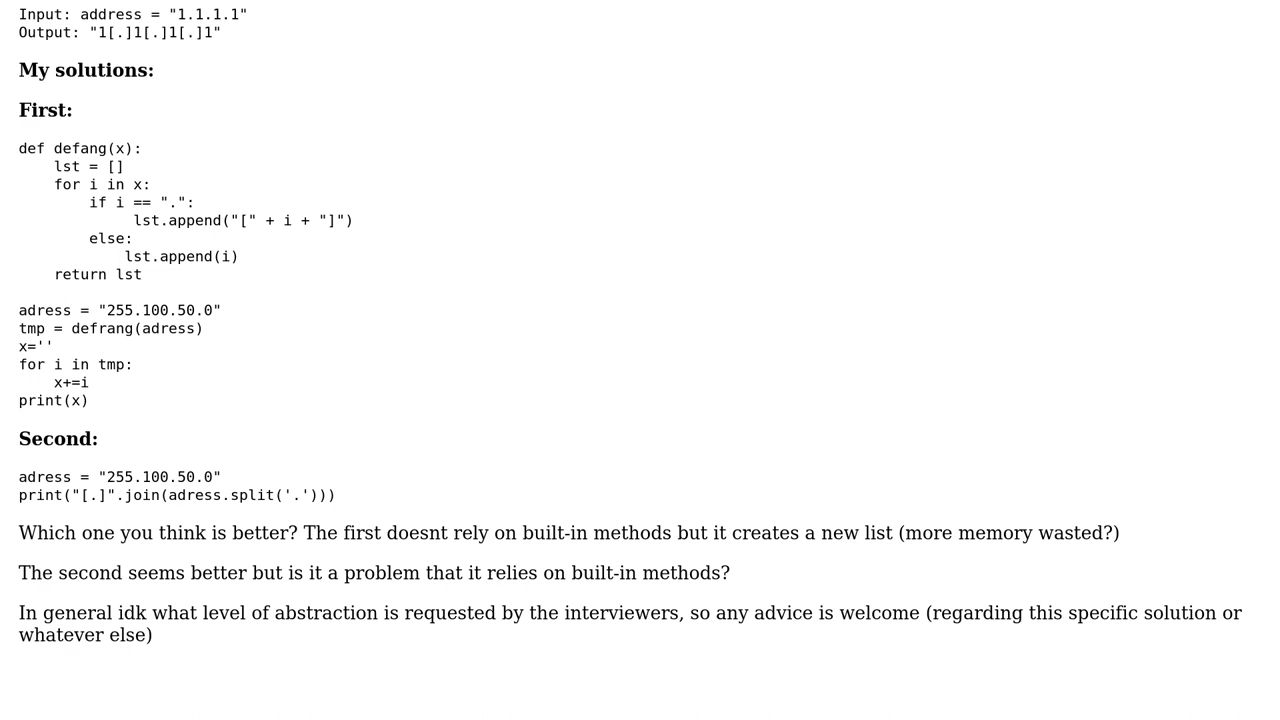 Input: address = "1.1.1.1"
Output: "1[.]1[.]1[.]1"
My solutions:
First:
def defang(x):
    lst = []
    for i in x:
        if i == ".":
             lst.append("[" + i + "]")
        else:
            lst.append(i)
    return lst
adress = "255.100.50.0"
tmp = defrang(adress)
x=''
for i in tmp:
    x+=i
print(x)
Second:
adress = "255.100.50.0"
print("[.]".join(adress.split('.')))
Which one you think is better? The first doesnt rely on built-in methods but it creates a new list (more memory wasted?)
The second seems better but is it a problem that it relies on built-in methods?
In general idk what level of abstraction is requested by the interviewers, so any advice is welcome (regarding this specific solution or
whatever else)